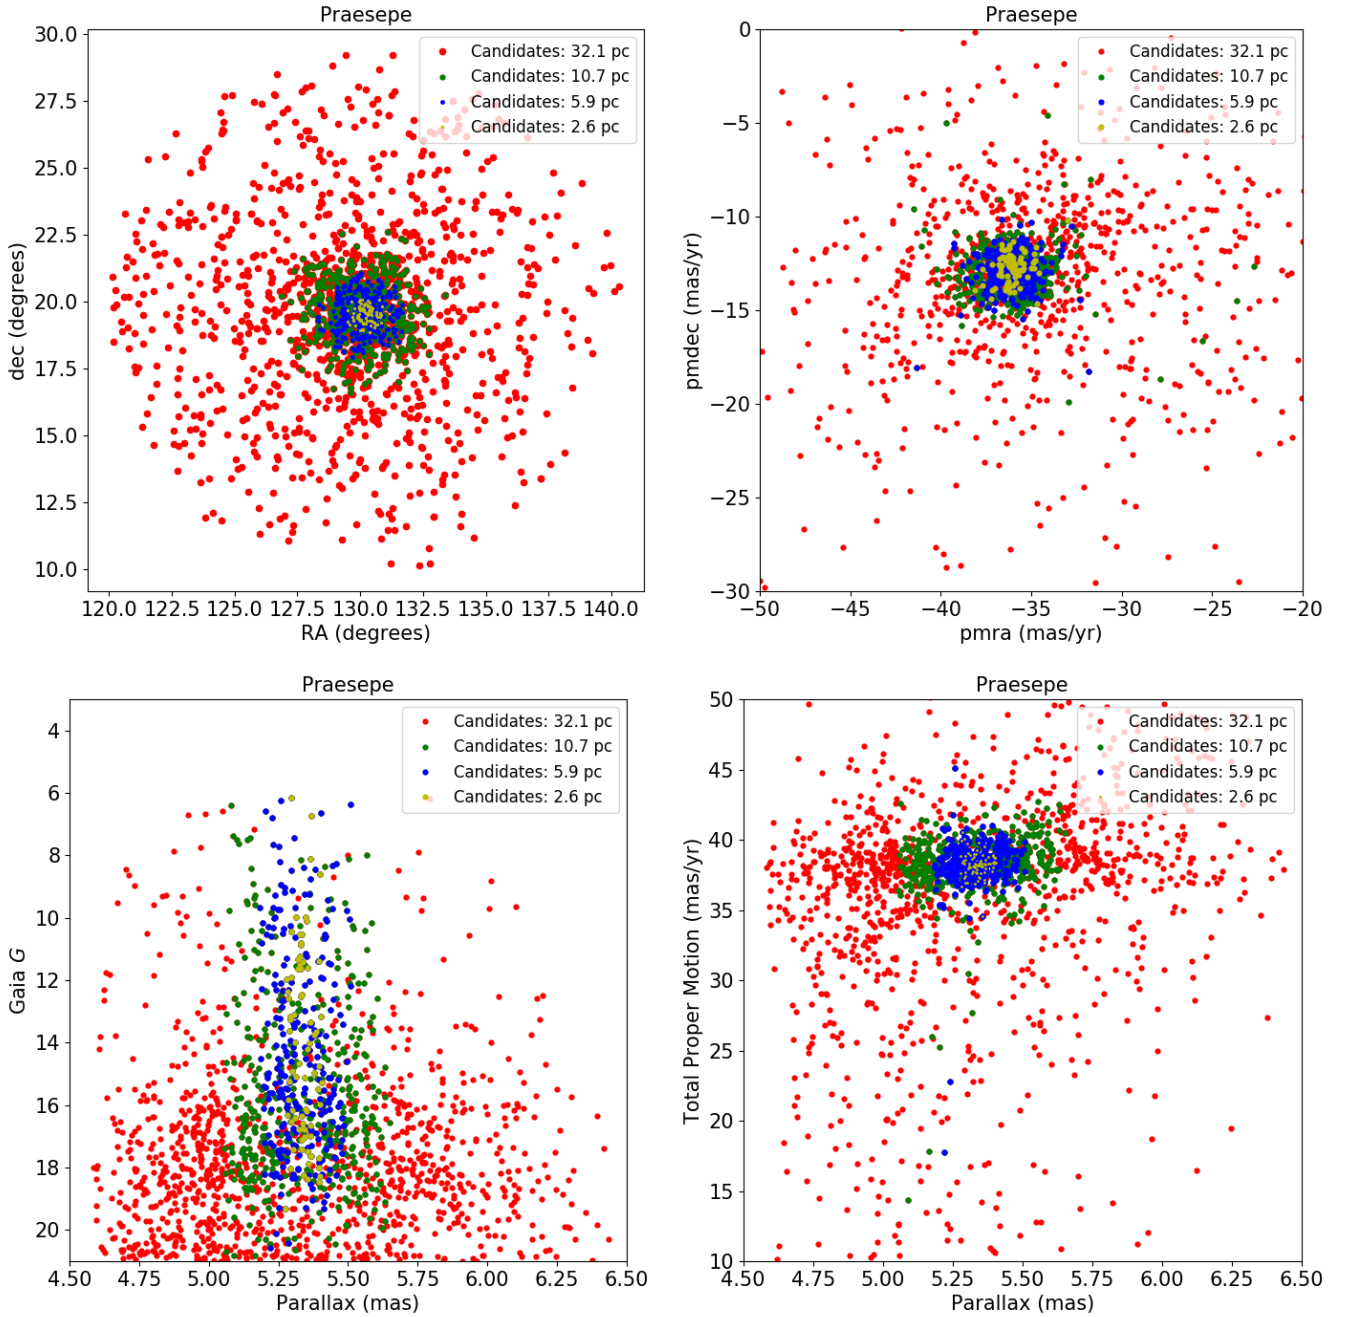 Praesepe
30.0
27.5
25.0
22.5
20.0
17.5
15.0
12.5
10.0
dec (degrees)
Candidates: 32.1 pc
Candidates: 10.7 pc
Candidates: 5.9 pc
Candidates: 2.6 pc
120.0 122.5 125.0 127.5 130.0 132.5 135.0 137.5 140.0
RA (degrees)
Praesepe
0
−5
−10
−15
−20
−25
−30
pmdec (mas/yr)
Candidates: 32.1 pc
Candidates: 10.7 pc
Candidates: 5.9 pc
Candidates: 2.6 pc
−50 −45 −40 −35 −30 −25 −20
pmra (mas/yr)
Praesepe
4
6
8
10
12
14
16
18
20
Gaia G
Candidates: 32.1 pc
Candidates: 10.7 pc
Candidates: 5.9 pc
Candidates: 2.6 pc
4.50 4.75 5.00 5.25 5.50 5.75 6.00 6.25 6.50
Parallax (mas)
Praesepe
50
45
40
35
30
25
20
15
10
Total Proper Motion (mas/yr)
Candidates: 32.1 pc
Candidates: 10.7 pc
Candidates: 5.9 pc
Candidates: 2.6 pc
4.50 4.75 5.00 5.25 5.50 5.75 6.00 6.25 6.50
Parallax (mas)